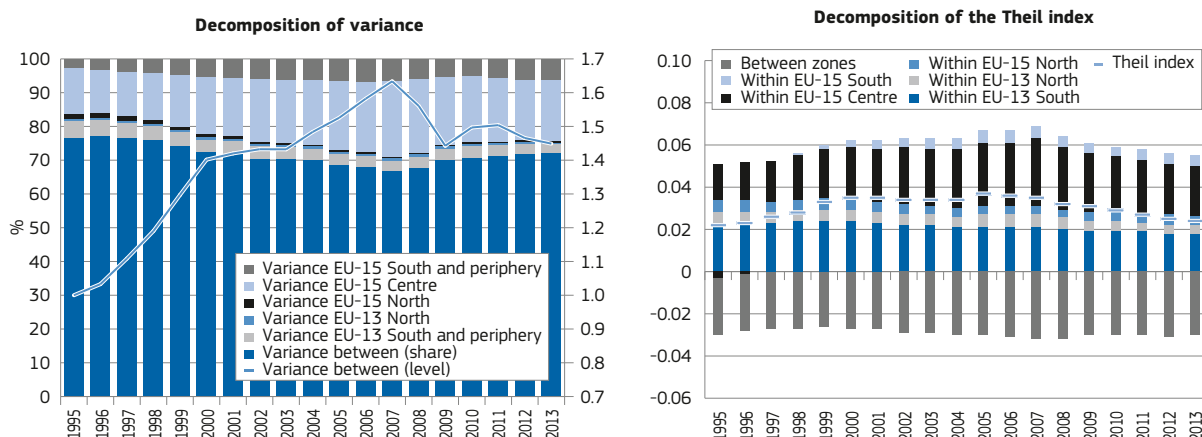 Decomposition of variance
100
90
80
70
60
50
40
30
20
10
0
%
1.7
1.6
1.5
1.4
1.3
1.2
1.1
1.0
0.9
0.8
0.7
Variance EU-15 South and periphery
Variance EU-15 Centre
Variance EU-15 North
Variance EU-13 North
Variance EU-13 South and periphery
Variance between (share)
Variance between (level)
1995 1996 1997 1998 1999 2000 2001 2002 2003 2004 2005 2006 2007 2008 2009 2010 2011 2012 2013
Decomposition of the Theil index
0.10
0.08
0.06
0.04
0.02
0
-0.02
-0.04
-0.06
Between zones Within EU-15 North Theil index
Within EU-15 South Within EU-13 North
Within EU-15 Centre Within EU-13 South
1995 1996 1997 1998 1999 2000 2001 2002 2003 2004 2005 2006 2007 2008 2009 2010 2011 2012 2013